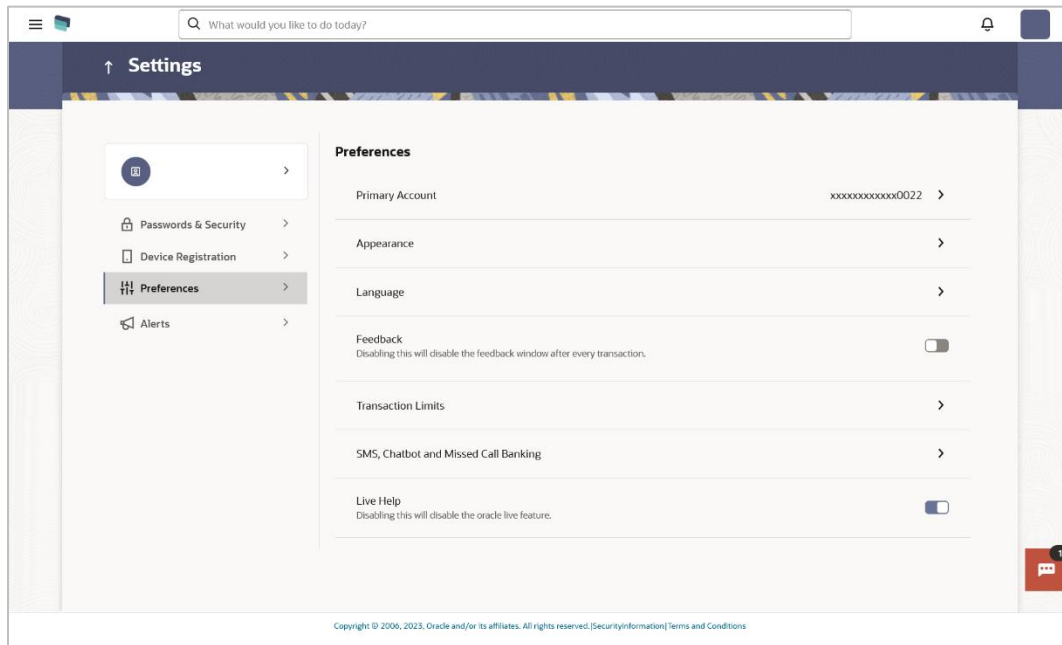 What would you like to do today?
↑ Settings
Preferences
Primary Account xxxxxxxxxxxx0022
Passwords & Security
Appearance
Device Registration
Preferences
Language
Alerts
Feedback
Disabling this will disable the feedback window after every transaction.
Transaction Limits
SMS, Chatbot and Missed Call Banking
Live Help
Disabling this will disable the oracle live feature.
Copyright © 2006, 2023, Oracle and/or its affiliates. All rights reserved.|SecurityInformation|Terms and Conditions